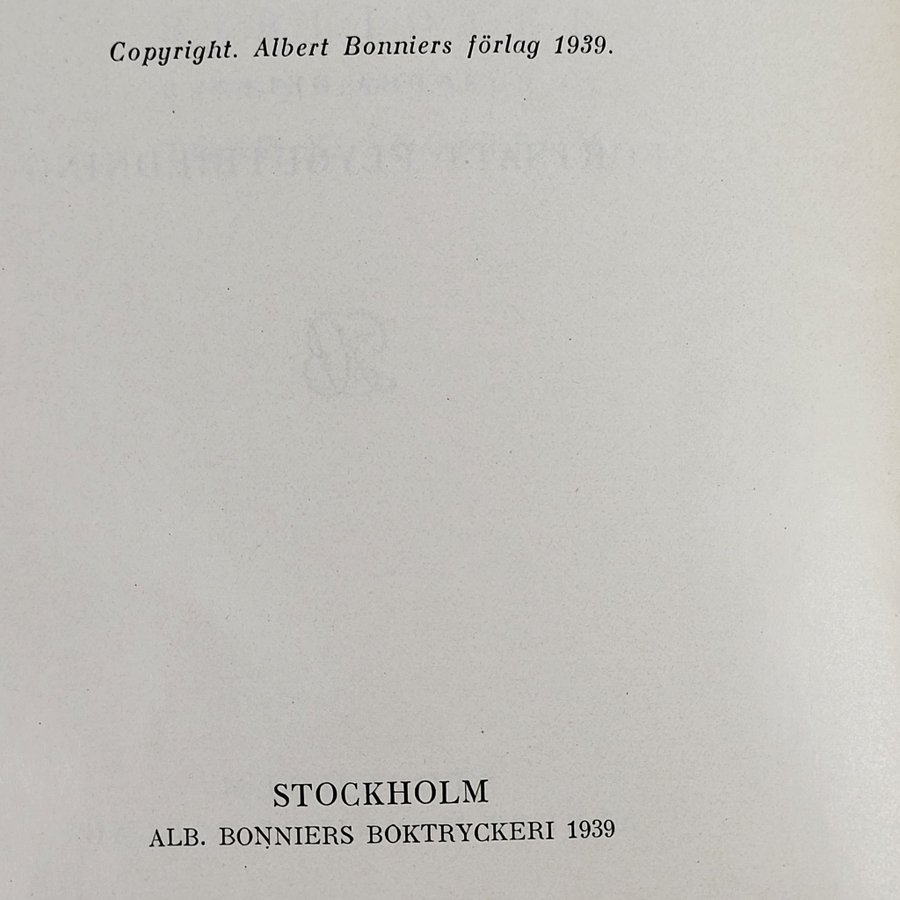 Copyright. Albert Bonniers förlag 1939.
STOCKHOLM
ALB. BONNIERS BOKTRYCKERI 1939